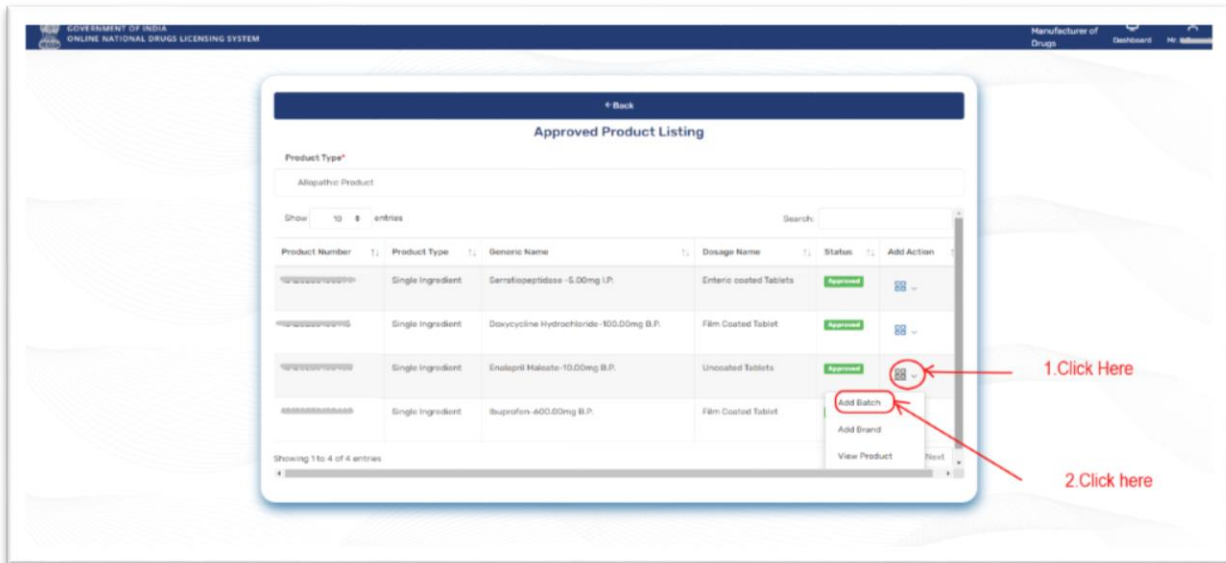 GOVERNMENT OF INDIA
ONLINE NATIONAL DRUGS LICENSING SYSTEM
Manufacturer of
Drugs
Dashboard
Mr.
←Back
Approved Product Listing
Product Type*
Allopathic Product
Show 10 entries
Search:
Product Number Product Type Generic Name Dosage Name Status Add Action
Single Ingredient Serratiopeptidase -5.00mg I.P. Enteric coated Tablets Approved
Single Ingredient Doxycycline Hydrochloride-100.00mg B.P. Film Coated Tablet Approved
Single Ingredient Enalapril Maleate-10.00mg B.P. Uncoated Tablets Approved
1.Click Here
Add Batch
Single Ingredient Ibuprofen-600.00mg B.P. Film Coated Tablet
Add Brand
View Product
Showing 1 to 4 of 4 entries
Next
2.Click here